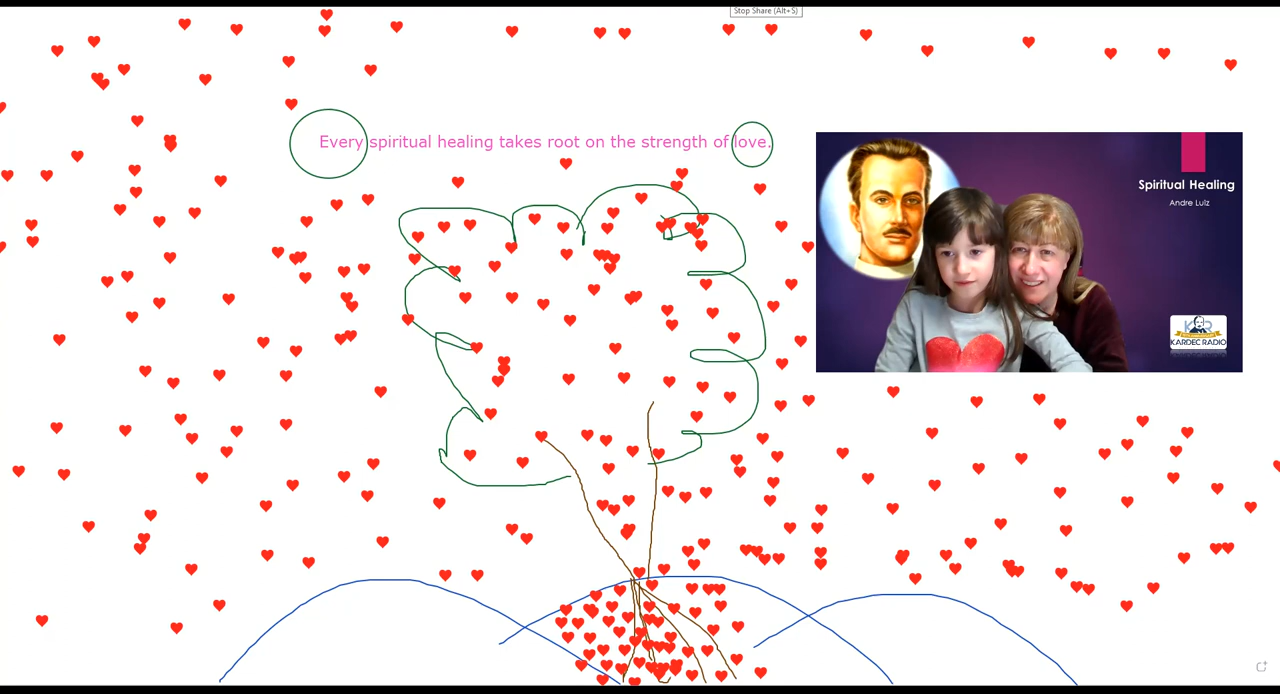 Stop Share (Alt+S)
Every spiritual healing takes root on the strength of love.
Spiritual Healing
Andre Luiz
KR
KARDEC RADIO